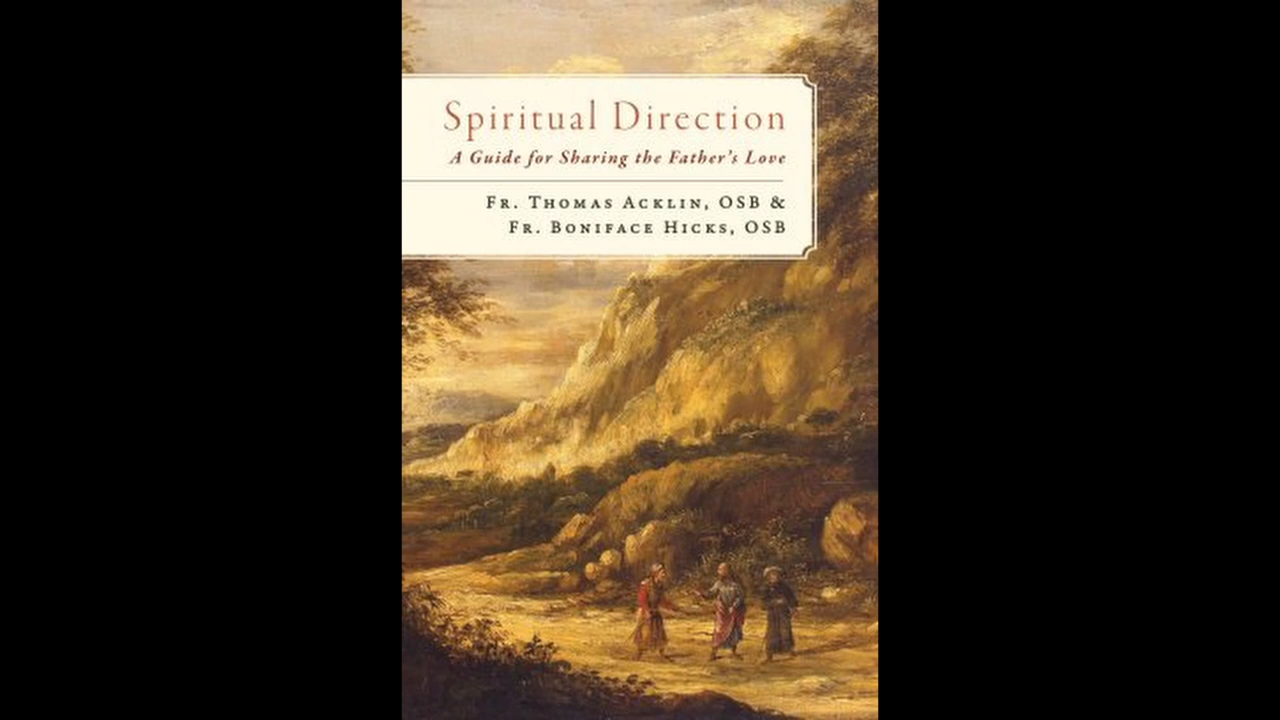 Spiritual Direction
A Guide for Sharing the Father's Love
Fr. Thomas Acklin, OSB &
Fr. Boniface Hicks, OSB